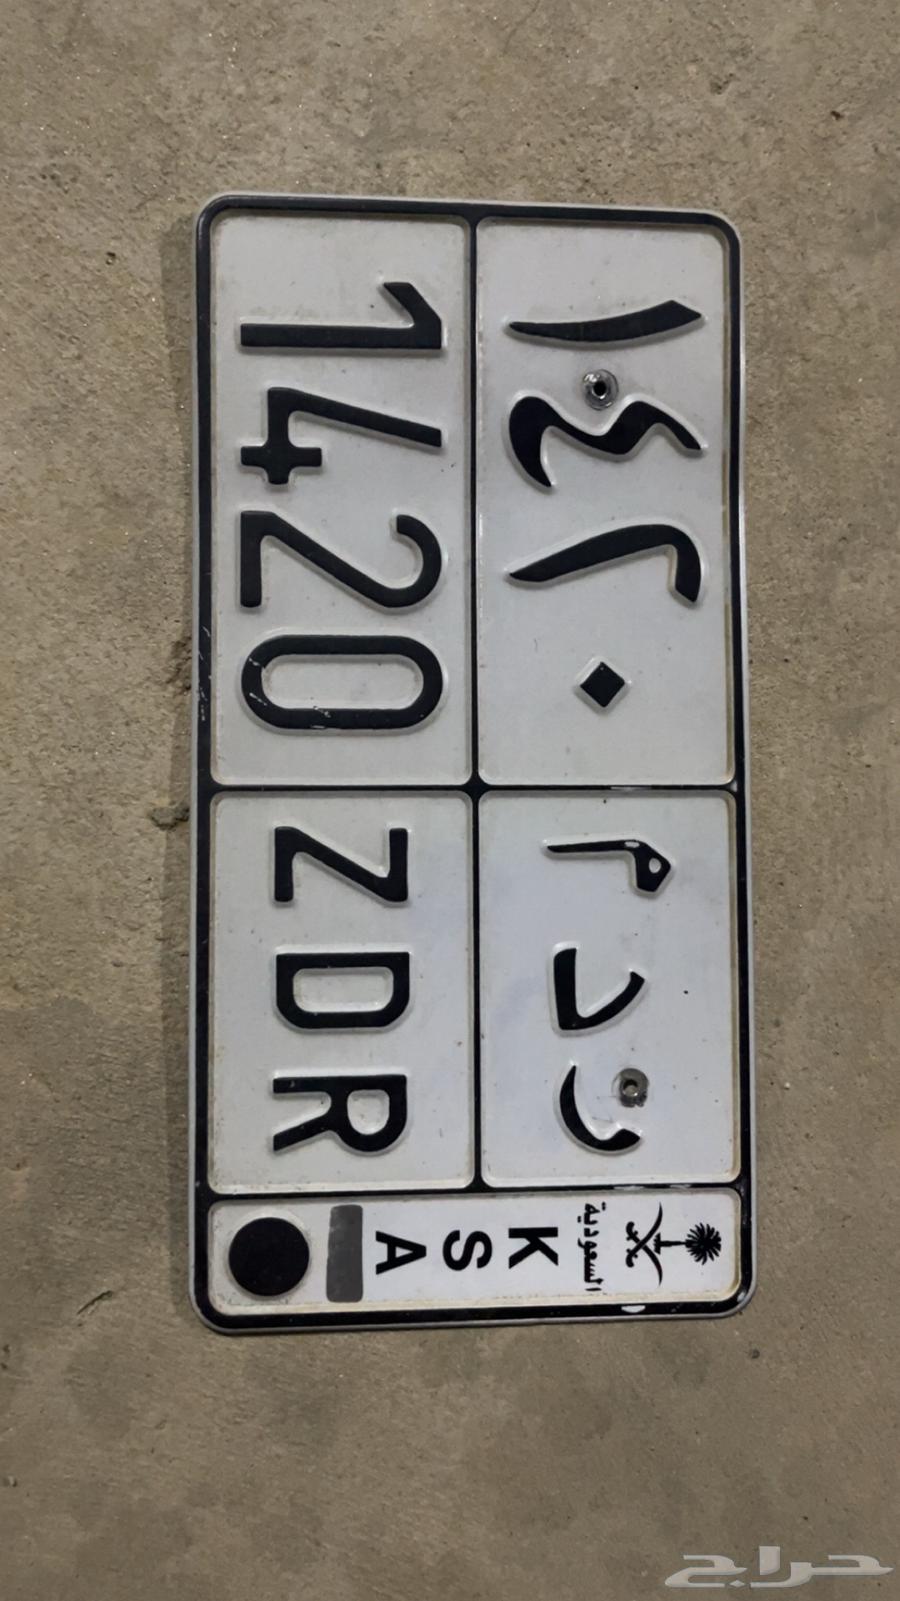 ١٤٢٠ ر د م
1420 ZDR
السعودية
K
S
A
حراج